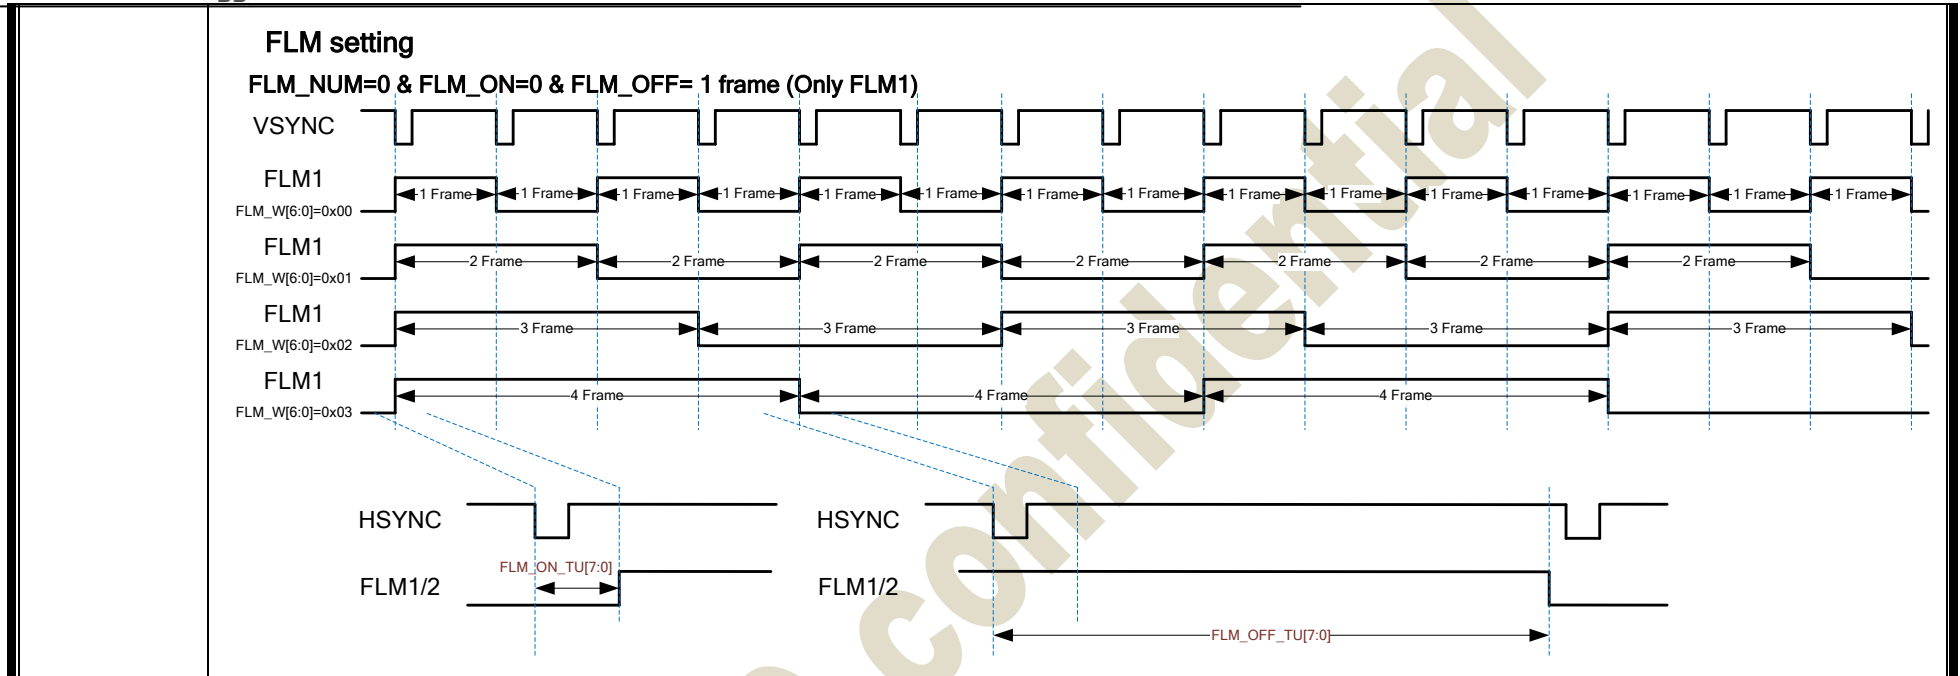 FLM setting
FLM_NUM=0 & FLM_ON=0 & FLM_OFF= 1 frame (Only FLM1)
VSYNC
FLM1
FLM_W[6:0]=0x00
1 Frame 1 Frame 1 Frame 1 Frame 1 Frame 1 Frame 1 Frame 1 Frame 1 Frame 1 Frame 1 Frame 1 Frame 1 Frame 1 Frame 1 Frame
FLM1
FLM_W[6:0]=0x01
2 Frame 2 Frame 2 Frame 2 Frame 2 Frame 2 Frame 2 Frame
FLM1
FLM_W[6:0]=0x02
3 Frame 3 Frame 3 Frame 3 Frame 3 Frame
FLM1
FLM_W[6:0]=0x03
4 Frame 4 Frame 4 Frame
HSYNC HSYNC
FLM_ON_TU[7:0]
FLM1/2 FLM1/2
FLM_OFF_TU[7:0]
confidential